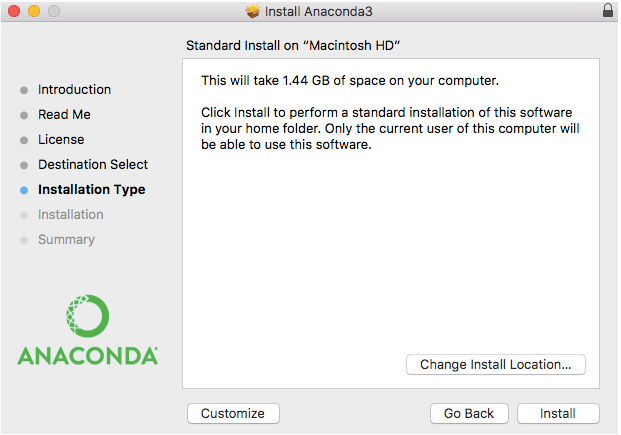 Install Anaconda3
Standard Install on “Macintosh HD”
Introduction
Read Me
License
Destination Select
Installation Type
Installation
Summary
This will take 1.44 GB of space on your computer.
Click Install to perform a standard installation of this software
in your home folder. Only the current user of this computer will
be able to use this software.
ANACONDA
Change Install Location...
Customize
Go Back
Install